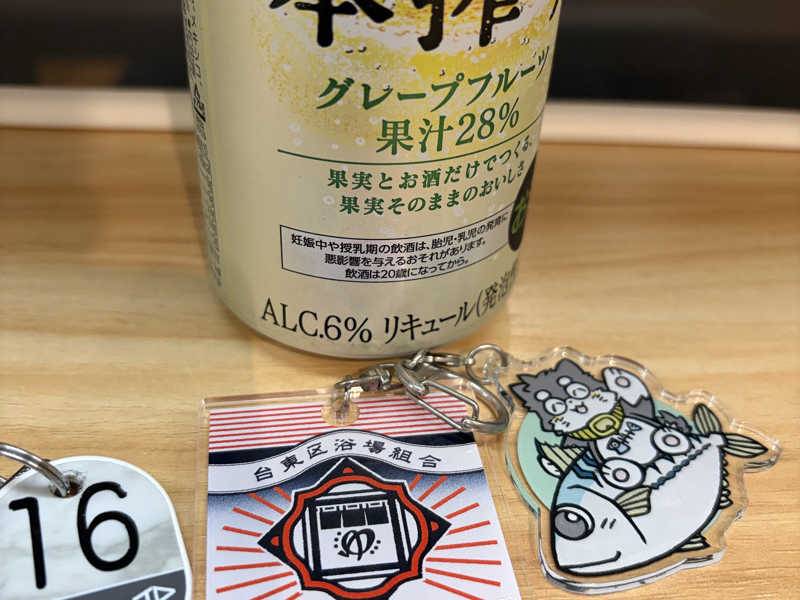 本搾り
グレープフルーツ
果汁28%
果実とお酒だけでつくる、
果実そのままのおいしさ
妊娠中や授乳期の飲酒は、胎児・乳児の発育に
悪影響を与えるおそれがあります。
飲酒は20歳になってから。
ALC.6% リキュール(発泡
台東区浴場組合
ゆ
16